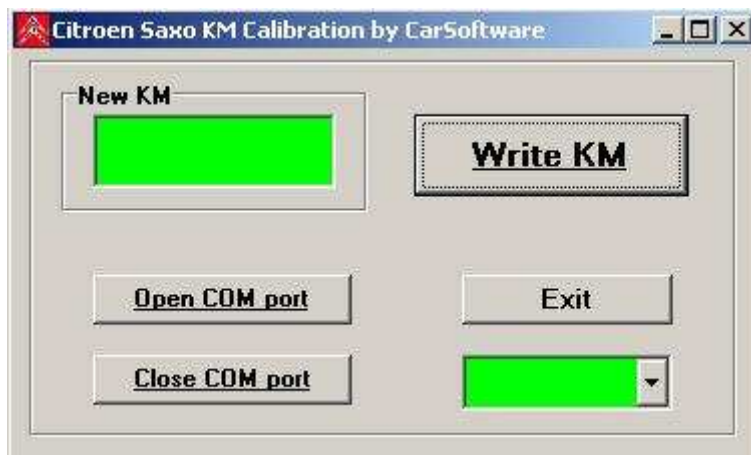 Citroen Saxo KM Calibration by CarSoftware
New KM
Write KM
Open COM port
Exit
Close COM port